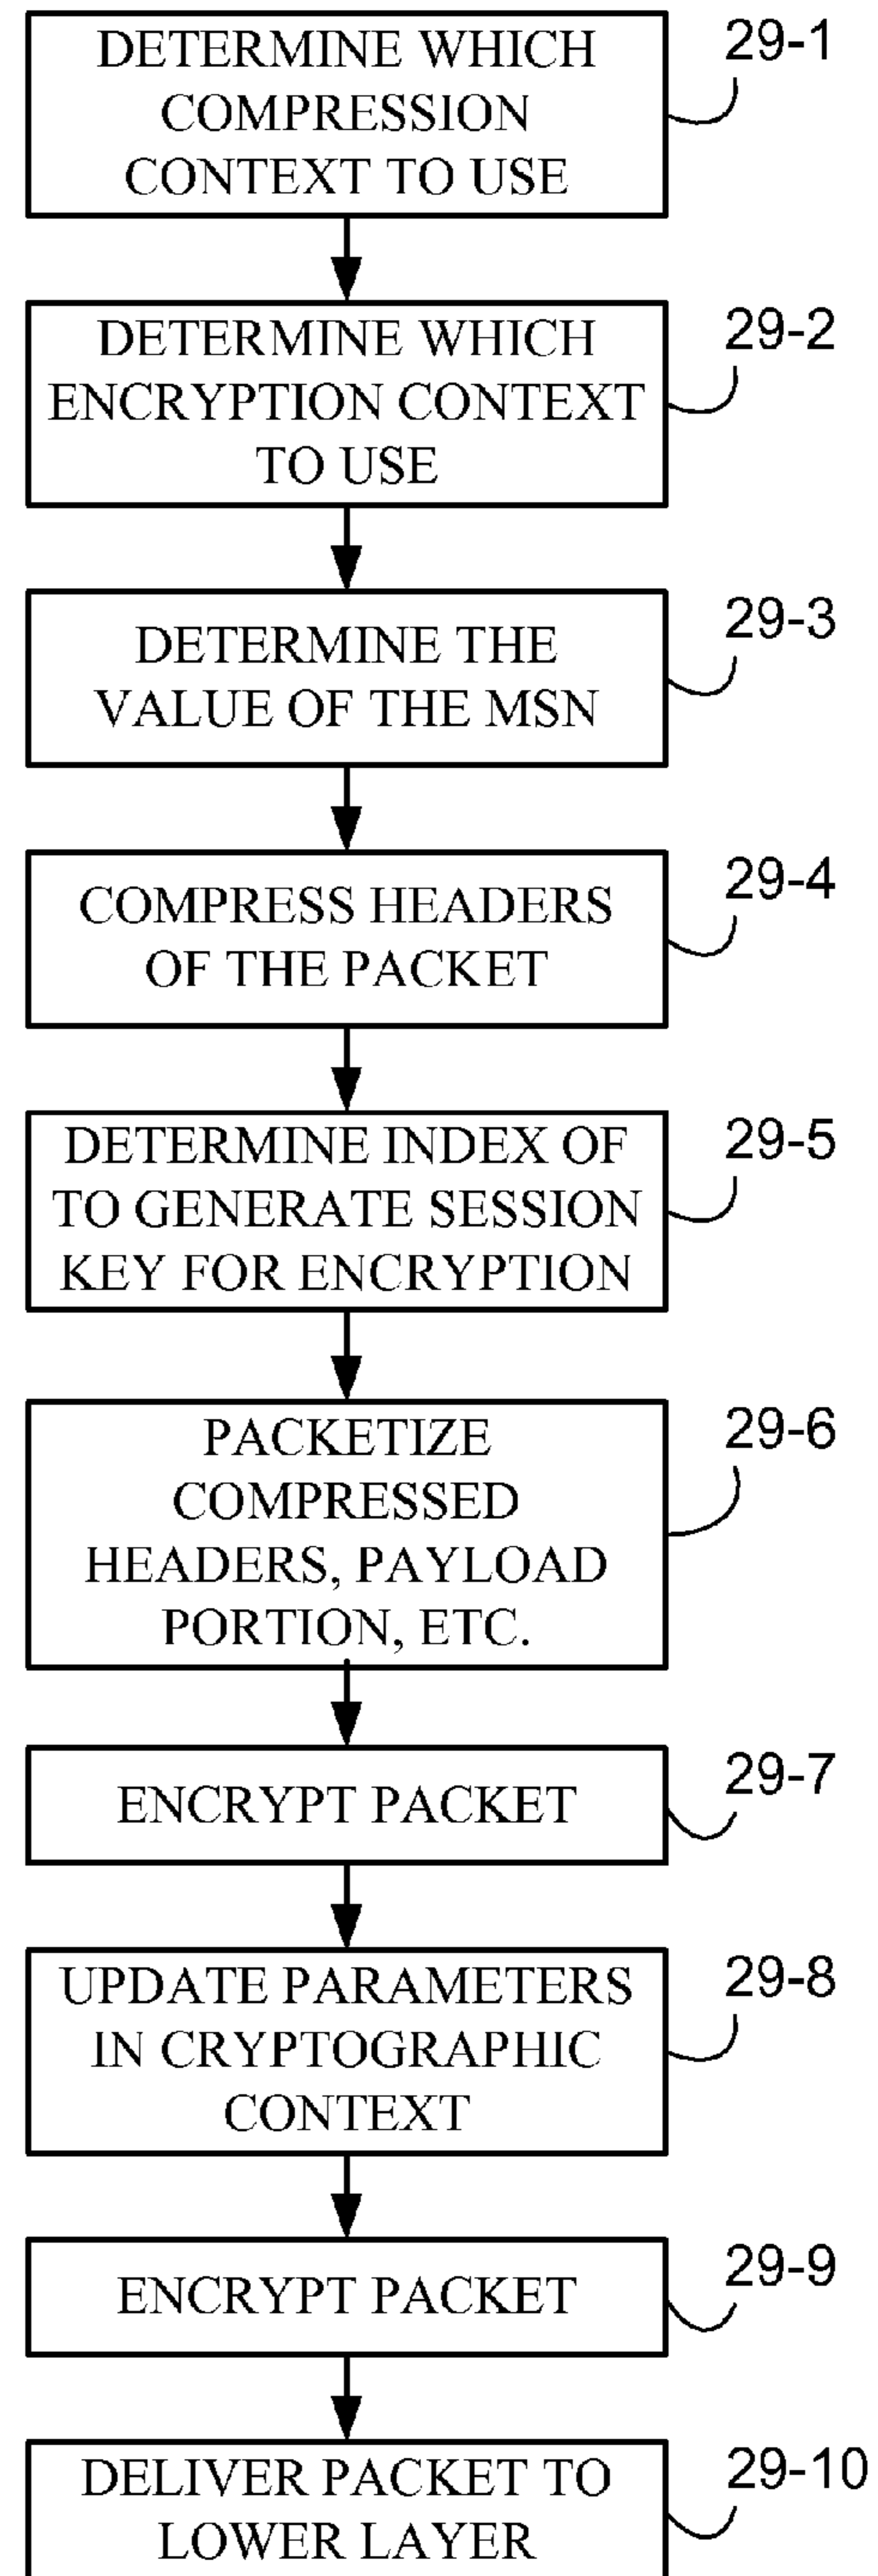 DETERMINE WHICH
COMPRESSION
CONTEXT TO USE
29-1
DETERMINE WHICH
ENCRYPTION CONTEXT
TO USE
29-2
DETERMINE THE
VALUE OF THE MSN
29-3
COMPRESS HEADERS
OF THE PACKET
29-4
DETERMINE INDEX OF
TO GENERATE SESSION
KEY FOR ENCRYPTION
29-5
PACKETIZE
COMPRESSED
HEADERS, PAYLOAD
PORTION, ETC.
29-6
ENCRYPT PACKET
29-7
UPDATE PARAMETERS
IN CRYPTOGRAPHIC
CONTEXT
29-8
ENCRYPT PACKET
29-9
DELIVER PACKET TO
LOWER LAYER
29-10